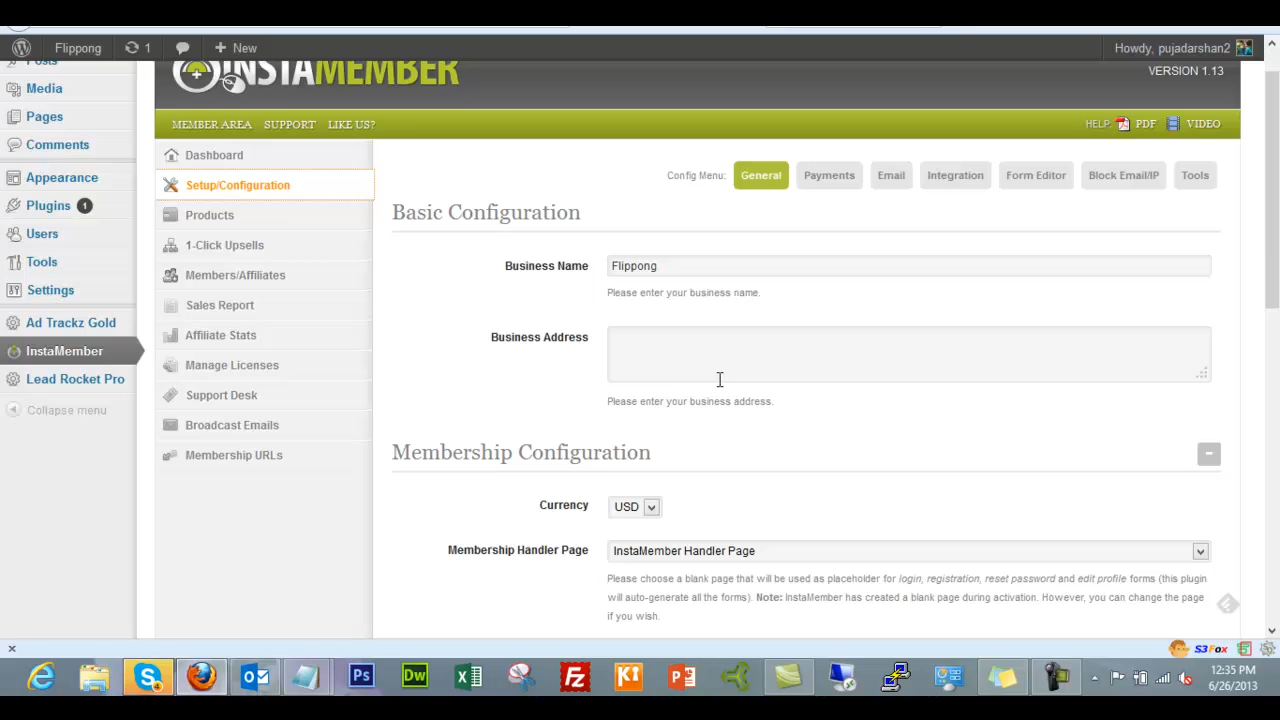 Flippong
1
New
Howdy, pujadarshan2
Posts
Media
Pages
Comments
Appearance
Plugins 1
Users
Tools
Settings
Ad Trackz Gold
InstaMember
Lead Rocket Pro
Collapse menu
INSTAMEMBER
VERSION 1.13
MEMBER AREA SUPPORT LIKE US?
HELP: PDF VIDEO
Dashboard
Setup/Configuration
Products
1-Click Upsells
Members/Affiliates
Sales Report
Affiliate Stats
Manage Licenses
Support Desk
Broadcast Emails
Membership URLs
Config Menu: General Payments Email Integration Form Editor Block Email/IP Tools
Basic Configuration
Business Name Flippong
Please enter your business name.
Business Address
Please enter your business address.
Membership Configuration
Currency USD
Membership Handler Page InstaMember Handler Page
Please choose a blank page that will be used as placeholder for login, registration, reset password and edit profile forms (this plugin
will auto-generate all the forms). Note: InstaMember has created a blank page during activation. However, you can change the page
if you wish.
S3Fox
Ps
Dw
K1
12:35 PM
6/26/2013